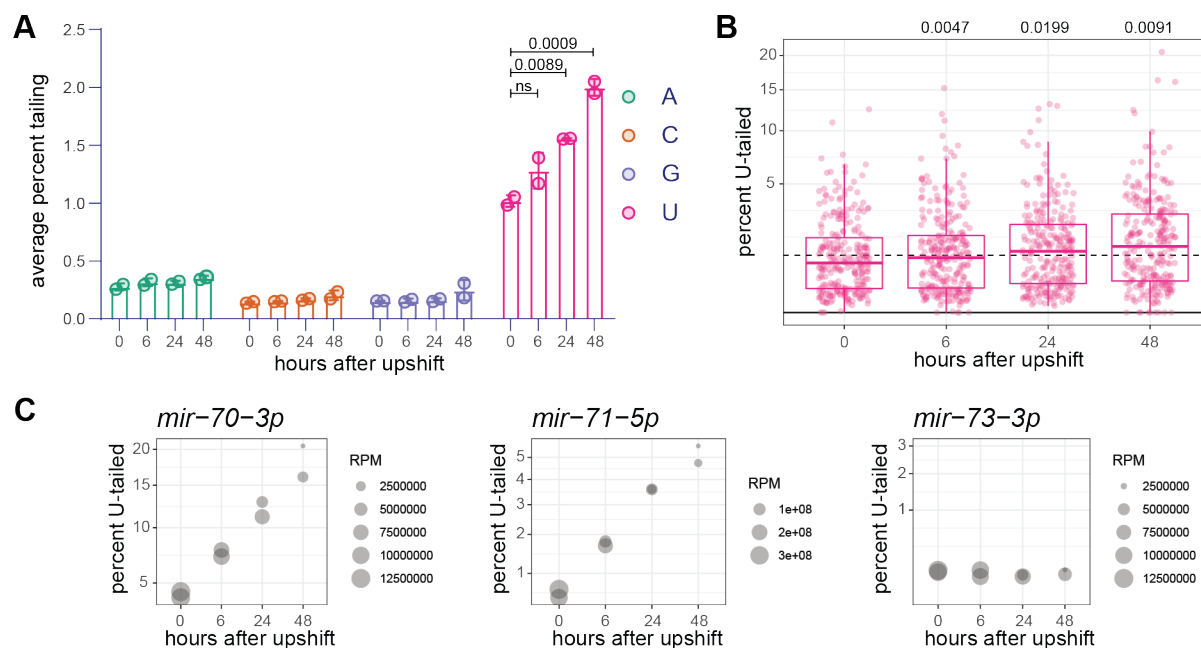 A
average percent tailing
2.5
2.0
1.5
1.0
0.5
0.0
0.0009
0.0089
ns
A
C
G
U
0 6 24 48 0 6 24 48 0 6 24 48 0 6 24 48
hours after upshift
B
0.0047 0.0199 0.0091
percent U-tailed
20
15
10
5
0 6 24 48
hours after upshift
C
mir−70−3p
percent U-tailed
20
15
10
5
0 6 24 48
hours after upshift
RPM
2500000
5000000
7500000
10000000
12500000
mir−71−5p
percent U-tailed
5
4
3
2
1
0 6 24 48
hours after upshift
RPM
1e+08
2e+08
3e+08
mir−73−3p
percent U-tailed
3
2
1
0 6 24 48
hours after upshift
RPM
2500000
5000000
7500000
10000000
12500000